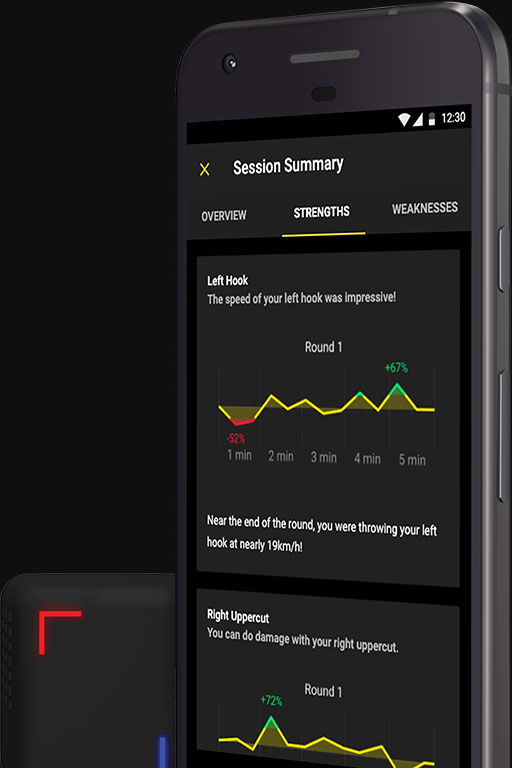 12:30
X Session Summary
OVERVIEW STRENGTHS WEAKNESSES
Left Hook
The speed of your left hook was impressive!
Round 1
+67%
-52%
1 min 2 min 3 min 4 min 5 min
Near the end of the round, you were throwing your left
hook at nearly 19km/h!
Right Uppercut
You can do damage with your right uppercut.
Round 1
+72%